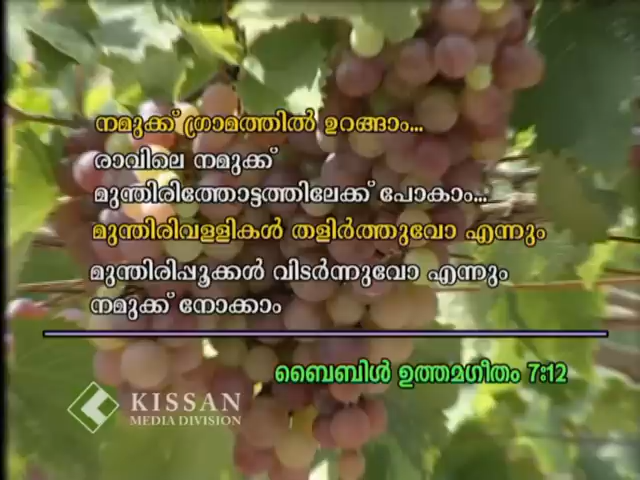 നമുക്ക് ഗ്രാമത്തിൽ ഉറങ്ങാം...
രാവിലെ നമുക്ക്
മുന്തിരിത്തോട്ടത്തിലേക്ക് പോകാം...
മുന്തിരിവള്ളികൾ തളിർത്തുവോ എന്നും
മുന്തിരിപ്പൂക്കൾ വിടർന്നുവോ എന്നും
നമുക്ക് നോക്കാം
ബൈബിൾ ഉത്തമഗീതം 7:12
KISSAN
MEDIA DIVISION